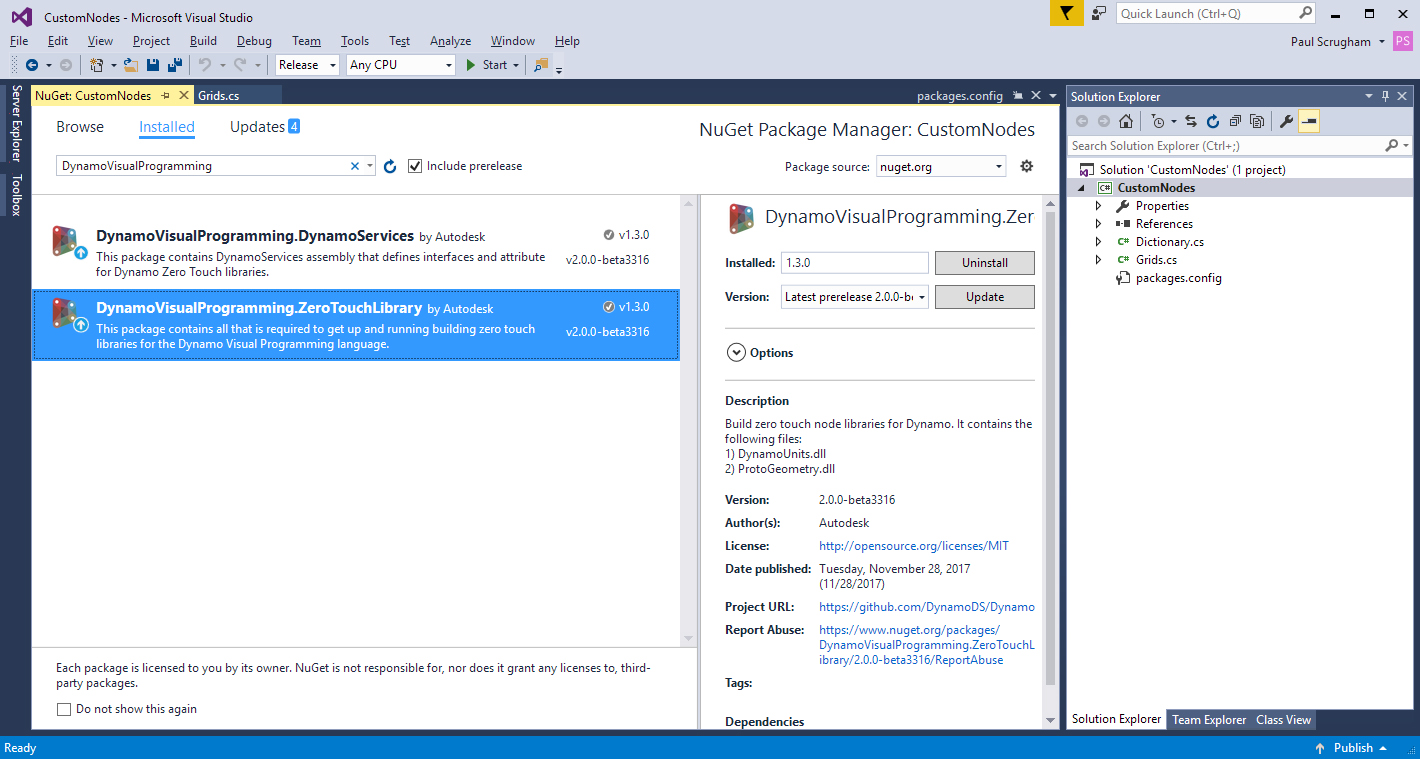 CustomNodes - Microsoft Visual Studio
Quick Launch (Ctrl+Q)
File Edit View Project Build Debug Team Tools Test Analyze Window Help
Paul Scrugham PS
Release Any CPU Start
Server Explorer
Toolbox
NuGet: CustomNodes Grids.cs packages.config
Browse Installed Updates 4
NuGet Package Manager: CustomNodes
DynamoVisualProgramming
Include prerelease
Package source: nuget.org
DynamoVisualProgramming.DynamoServices by Autodesk v1.3.0
This package contains DynamoServices assembly that defines interfaces and attribute v2.0.0-beta3316
for Dynamo Zero Touch libraries.
DynamoVisualProgramming.ZeroTouchLibrary by Autodesk v1.3.0
This package contains all that is required to get up and running building zero touch v2.0.0-beta3316
libraries for the Dynamo Visual Programming language.
Each package is licensed to you by its owner. NuGet is not responsible for, nor does it grant any licenses to, third-
party packages.
Do not show this again
DynamoVisualProgramming.Zer
Installed: 1.3.0 Uninstall
Version: Latest prerelease 2.0.0-be Update
Options
Description
Build zero touch node libraries for Dynamo. It contains the
following files:
1) DynamoUnits.dll
2) ProtoGeometry.dll
Version: 2.0.0-beta3316
Author(s): Autodesk
License: http://opensource.org/licenses/MIT
Date published: Tuesday, November 28, 2017
(11/28/2017)
Project URL: https://github.com/DynamoDS/Dynamo
Report Abuse: https://www.nuget.org/packages/
DynamoVisualProgramming.ZeroTouchL
ibrary/2.0.0-beta3316/ReportAbuse
Tags:
Dependencies
Solution Explorer
Search Solution Explorer (Ctrl+;)
Solution 'CustomNodes' (1 project)
C# CustomNodes
Properties
References
C# Dictionary.cs
C# Grids.cs
packages.config
Solution Explorer Team Explorer Class View
Ready
Publish